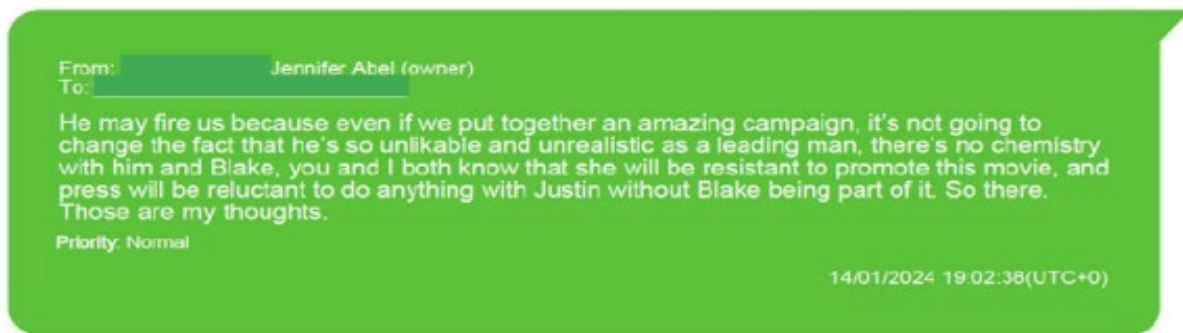 From: Jennifer Abel (owner)
To:
He may fire us because even if we put together an amazing campaign, it's not going to
change the fact that he's so unlikable and unrealistic as a leading man, there's no chemistry
with him and Blake, you and I both know that she will be resistant to promote this movie, and
press will be reluctant to do anything with Justin without Blake being part of it. So there.
Those are my thoughts.
Priority: Normal
14/01/2024 19:02:38(UTC+0)